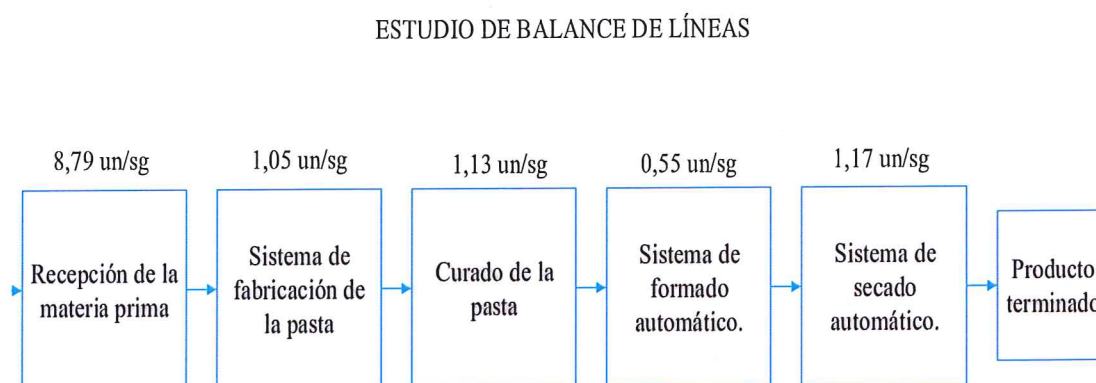 ESTUDIO DE BALANCE DE LÍNEAS
8,79 un/sg
1,05 un/sg
1,13 un/sg
0,55 un/sg
1,17 un/sg
Recepción de la
materia prima
Sistema de
fabricación de
la pasta
Curado de la
pasta
Sistema de
formado
automático.
Sistema de
secado
automático.
Producto
terminado